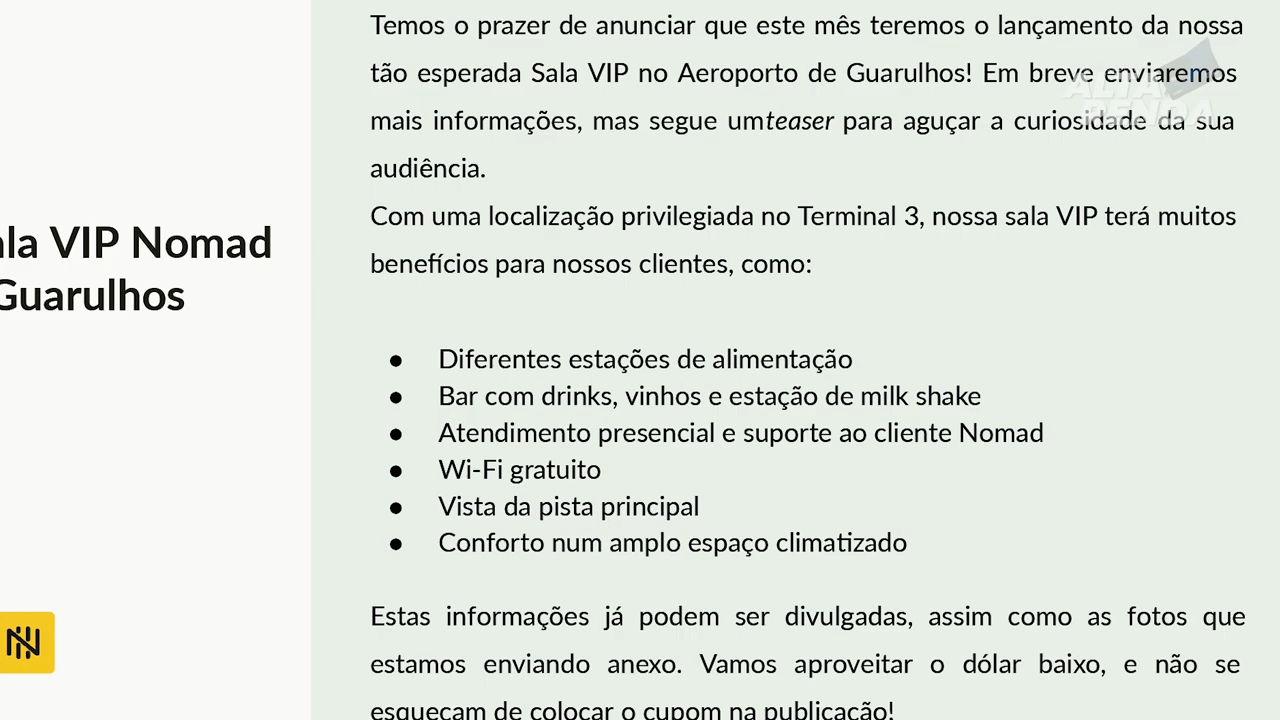 Temos o prazer de anunciar que este mês teremos o lançamento da nossa
tão esperada Sala VIP no Aeroporto de Guarulhos! Em breve enviaremos
mais informações, mas segue umteaser para aguçar a curiosidade da sua
audiência.
Com uma localização privilegiada no Terminal 3, nossa sala VIP terá muitos
benefícios para nossos clientes, como:
ala VIP Nomad
Guarulhos
● Diferentes estações de alimentação
● Bar com drinks, vinhos e estação de milk shake
● Atendimento presencial e suporte ao cliente Nomad
● Wi-Fi gratuito
● Vista da pista principal
● Conforto num amplo espaço climatizado
Estas informações já podem ser divulgadas, assim como as fotos que
estamos enviando anexo. Vamos aproveitar o dólar baixo, e não se
esqueçam de colocar o cupom na publicação!
ALTA
RENDA